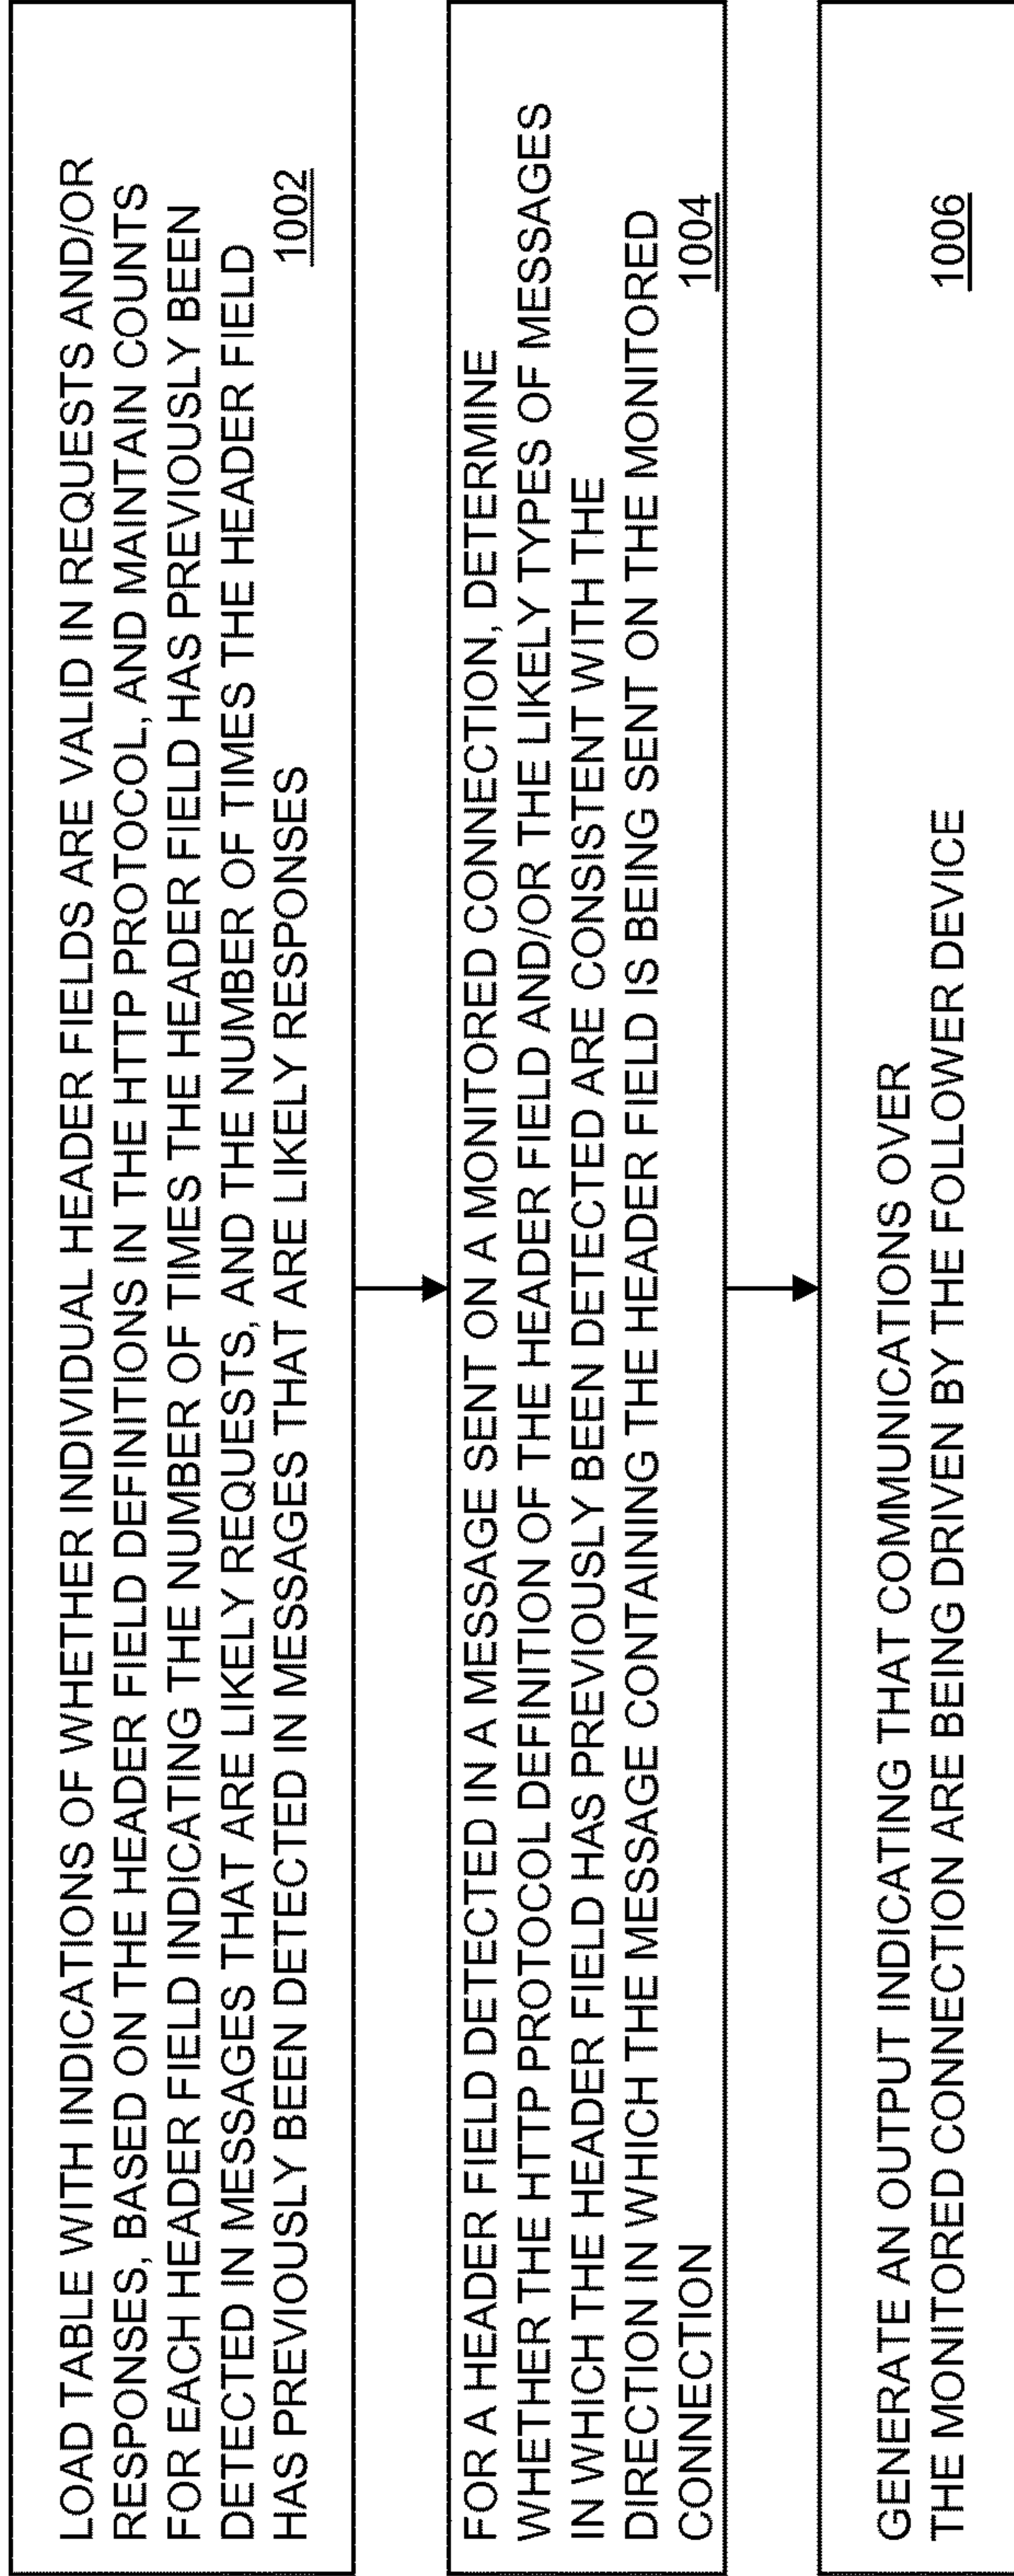 LOAD TABLE WITH INDICATIONS OF WHETHER INDIVIDUAL HEADER FIELDS ARE VALID IN REQUESTS AND/OR
RESPONSES, BASED ON THE HEADER FIELD DEFINITIONS IN THE HTTP PROTOCOL, AND MAINTAIN COUNTS
FOR EACH HEADER FIELD INDICATING THE NUMBER OF TIMES THE HEADER FIELD HAS PREVIOUSLY BEEN
DETECTED IN MESSAGES THAT ARE LIKELY REQUESTS, AND THE NUMBER OF TIMES THE HEADER FIELD
HAS PREVIOUSLY BEEN DETECTED IN MESSAGES THAT ARE LIKELY RESPONSES 1002
FOR A HEADER FIELD DETECTED IN A MESSAGE SENT ON A MONITORED CONNECTION, DETERMINE
WHETHER THE HTTP PROTOCOL DEFINITION OF THE HEADER FIELD AND/OR THE LIKELY TYPES OF MESSAGES
IN WHICH THE HEADER FIELD HAS PREVIOUSLY BEEN DETECTED ARE CONSISTENT WITH THE
DIRECTION IN WHICH THE MESSAGE CONTAINING THE HEADER FIELD IS BEING SENT ON THE MONITORED
CONNECTION 1004
GENERATE AN OUTPUT INDICATING THAT COMMUNICATIONS OVER
THE MONITORED CONNECTION ARE BEING DRIVEN BY THE FOLLOWER DEVICE 1006